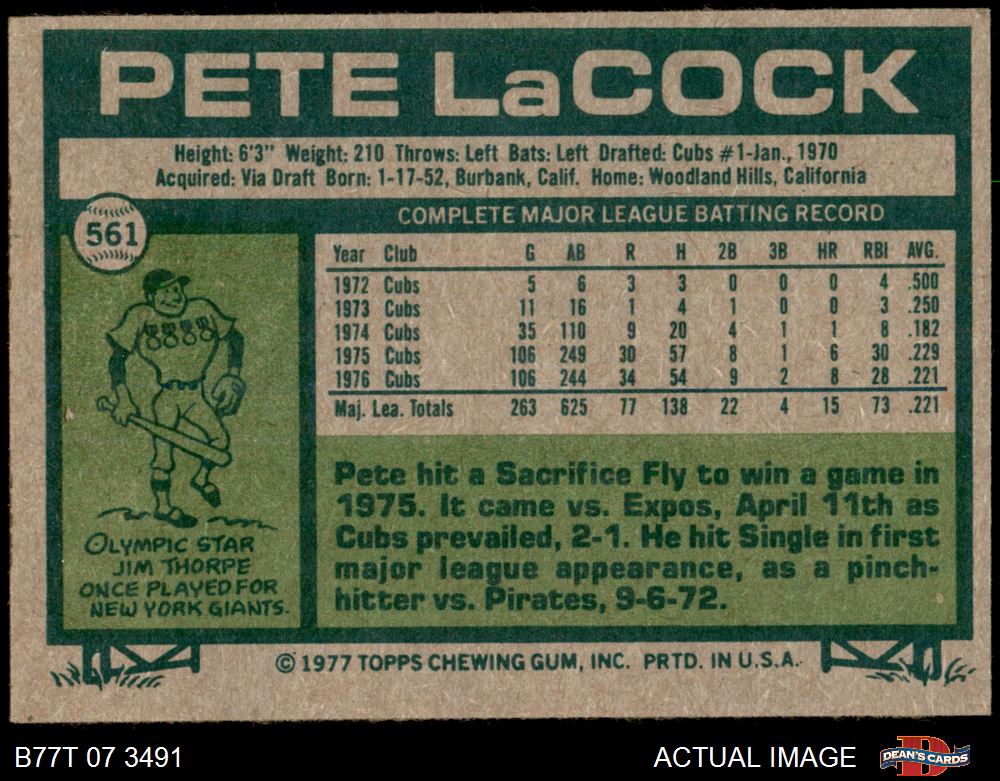 PETE LaCOCK
Height: 6'3" Weight: 210 Throws: Left Bats: Left Drafted: Cubs #1-Jan., 1970
Acquired: Via Draft Born: 1-17-52, Burbank, Calif. Home: Woodland Hills, California
561
COMPLETE MAJOR LEAGUE BATTING RECORD
Year Club G AB R H 2B 3B HR RBI AVG.
1972 Cubs 5 6 3 3 0 0 0 4 .500
1973 Cubs 11 16 1 4 1 0 0 3 .250
1974 Cubs 35 110 9 20 4 1 1 8 .182
1975 Cubs 106 249 30 57 8 1 6 30 .229
1976 Cubs 106 244 34 54 9 2 8 28 .221
Maj. Lea. Totals 263 625 77 138 22 4 15 73 .221
OLYMPIC STAR
JIM THORPE
ONCE PLAYED FOR
NEW YORK GIANTS.
Pete hit a Sacrifice Fly to win a game in
1975. It came vs. Expos, April 11th as
Cubs prevailed, 2-1. He hit Single in first
major league appearance, as a pinch-
hitter vs. Pirates, 9-6-72.
© 1977 TOPPS CHEWING GUM, INC. PRTD. IN U.S.A.
B77T 07 3491
ACTUAL IMAGE
DEAN'S CARDS